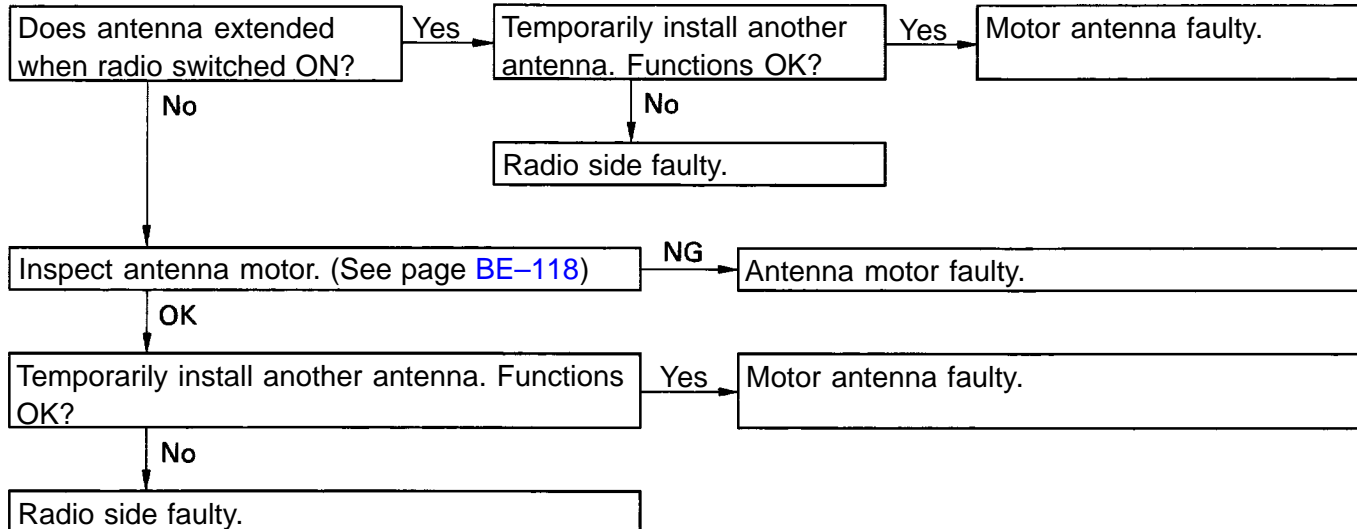 Does antenna extended
when radio switched ON?
Yes
Temporarily install another
antenna. Functions OK?
Yes
Motor antenna faulty.
No
No
Radio side faulty.
Inspect antenna motor. (See page BE–118)
NG
Antenna motor faulty.
OK
Temporarily install another antenna. Functions
OK?
Yes
Motor antenna faulty.
No
Radio side faulty.